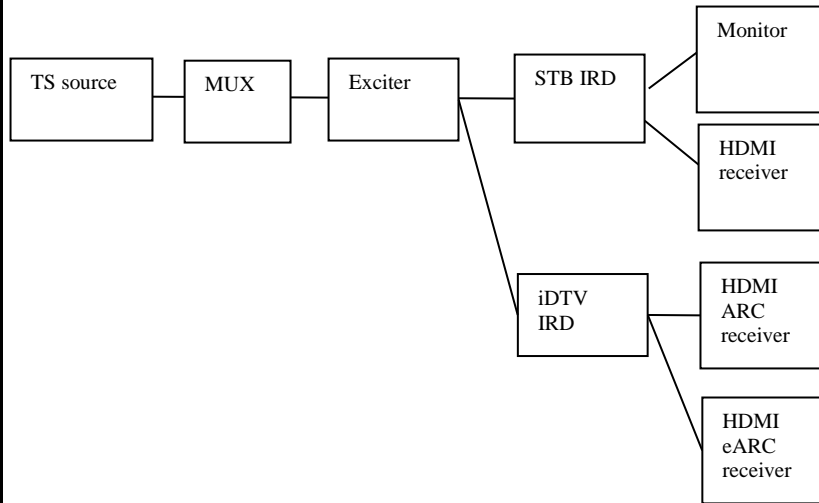 TS source
MUX
Exciter
STB IRD
Monitor
HDMI
receiver
iDTV
IRD
HDMI
ARC
receiver
HDMI
eARC
receiver